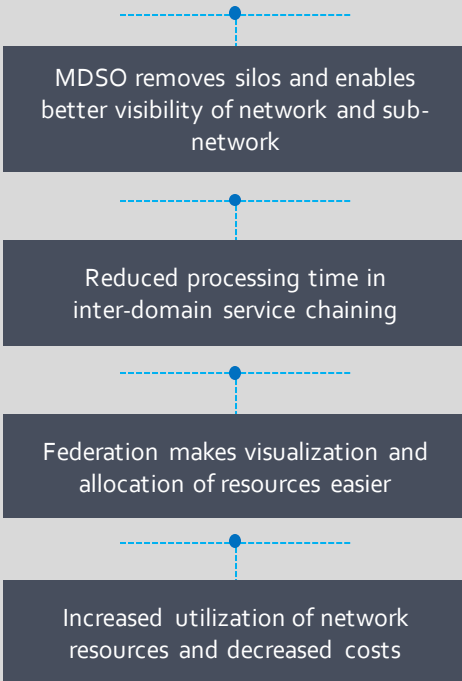 MDSO removes silos and enables
better visibility of network and sub-
network
Reduced processing time in
inter-domain service chaining
Federation makes visualization and
allocation of resources easier
Increased utilization of network
resources and decreased costs